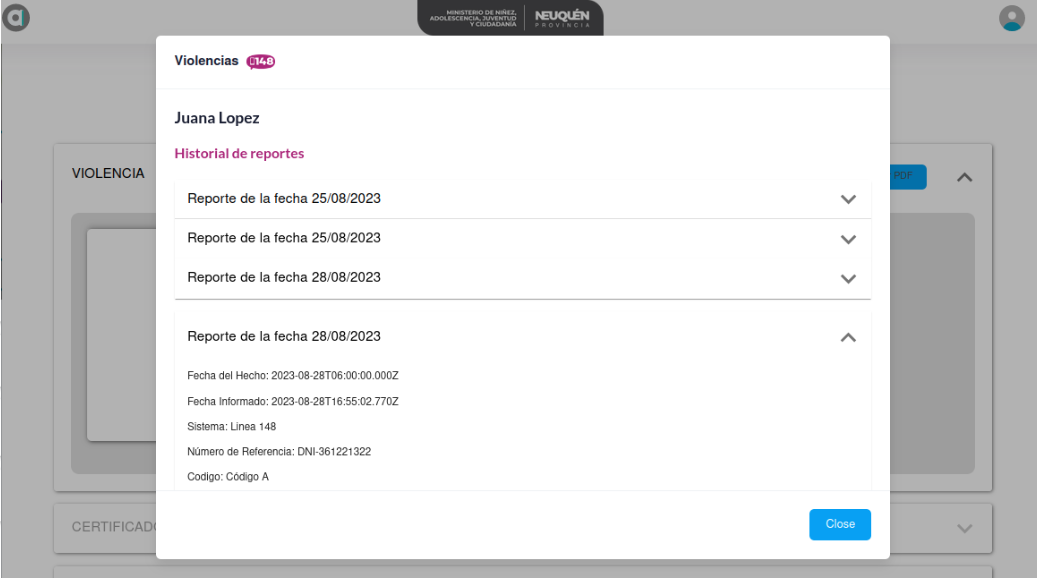 MINISTERIO DE NIÑEZ,
ADOLESCENCIA, JUVENTUD
Y CIUDADANÍA
NEUQUÉN
PROVINCIA
Violencias 148
Juana Lopez
Historial de reportes
VIOLENCIA
PDF
Reporte de la fecha 25/08/2023
Reporte de la fecha 25/08/2023
Reporte de la fecha 28/08/2023
Reporte de la fecha 28/08/2023
Fecha del Hecho: 2023-08-28T06:00:00.000Z
Fecha Informado: 2023-08-28T16:55:02.770Z
Sistema: Linea 148
Número de Referencia: DNI-361221322
Codigo: Código A
CERTIFICADO
Close